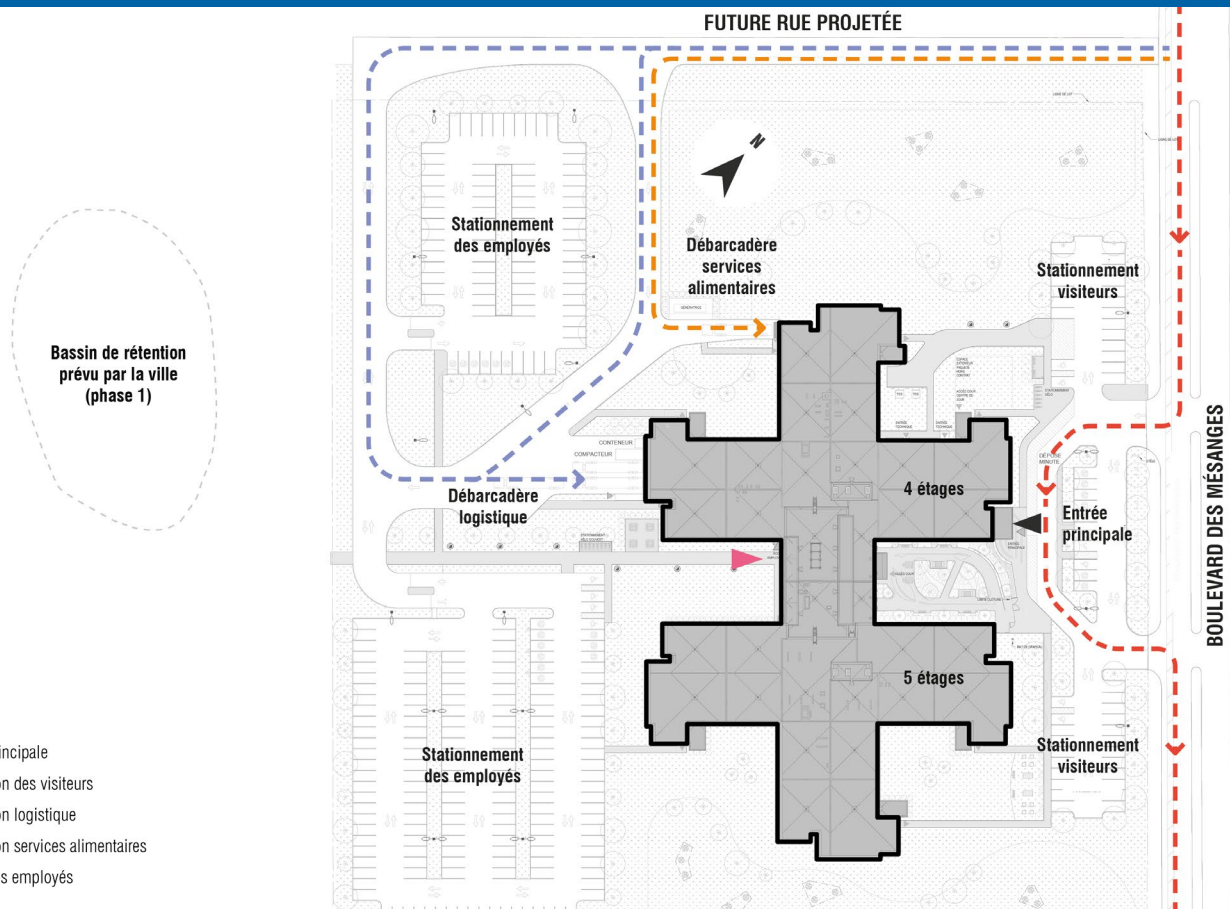 FUTURE RUE PROJETÉE
N
Stationnement
des employés
Débarcadère
services
alimentaires
Stationnement
visiteurs
Bassin de rétention
prévu par la ville
(phase 1)
CONTENEUR
COMPACTEUR
DÉPOSE
MINUTE
4 étages
Débarcadère
logistique
Entrée
principale
BOULEVARD DES MÉSANGES
5 étages
Stationnement
des employés
Stationnement
visiteurs
incipale
on des visiteurs
on logistique
on services alimentaires
s employés